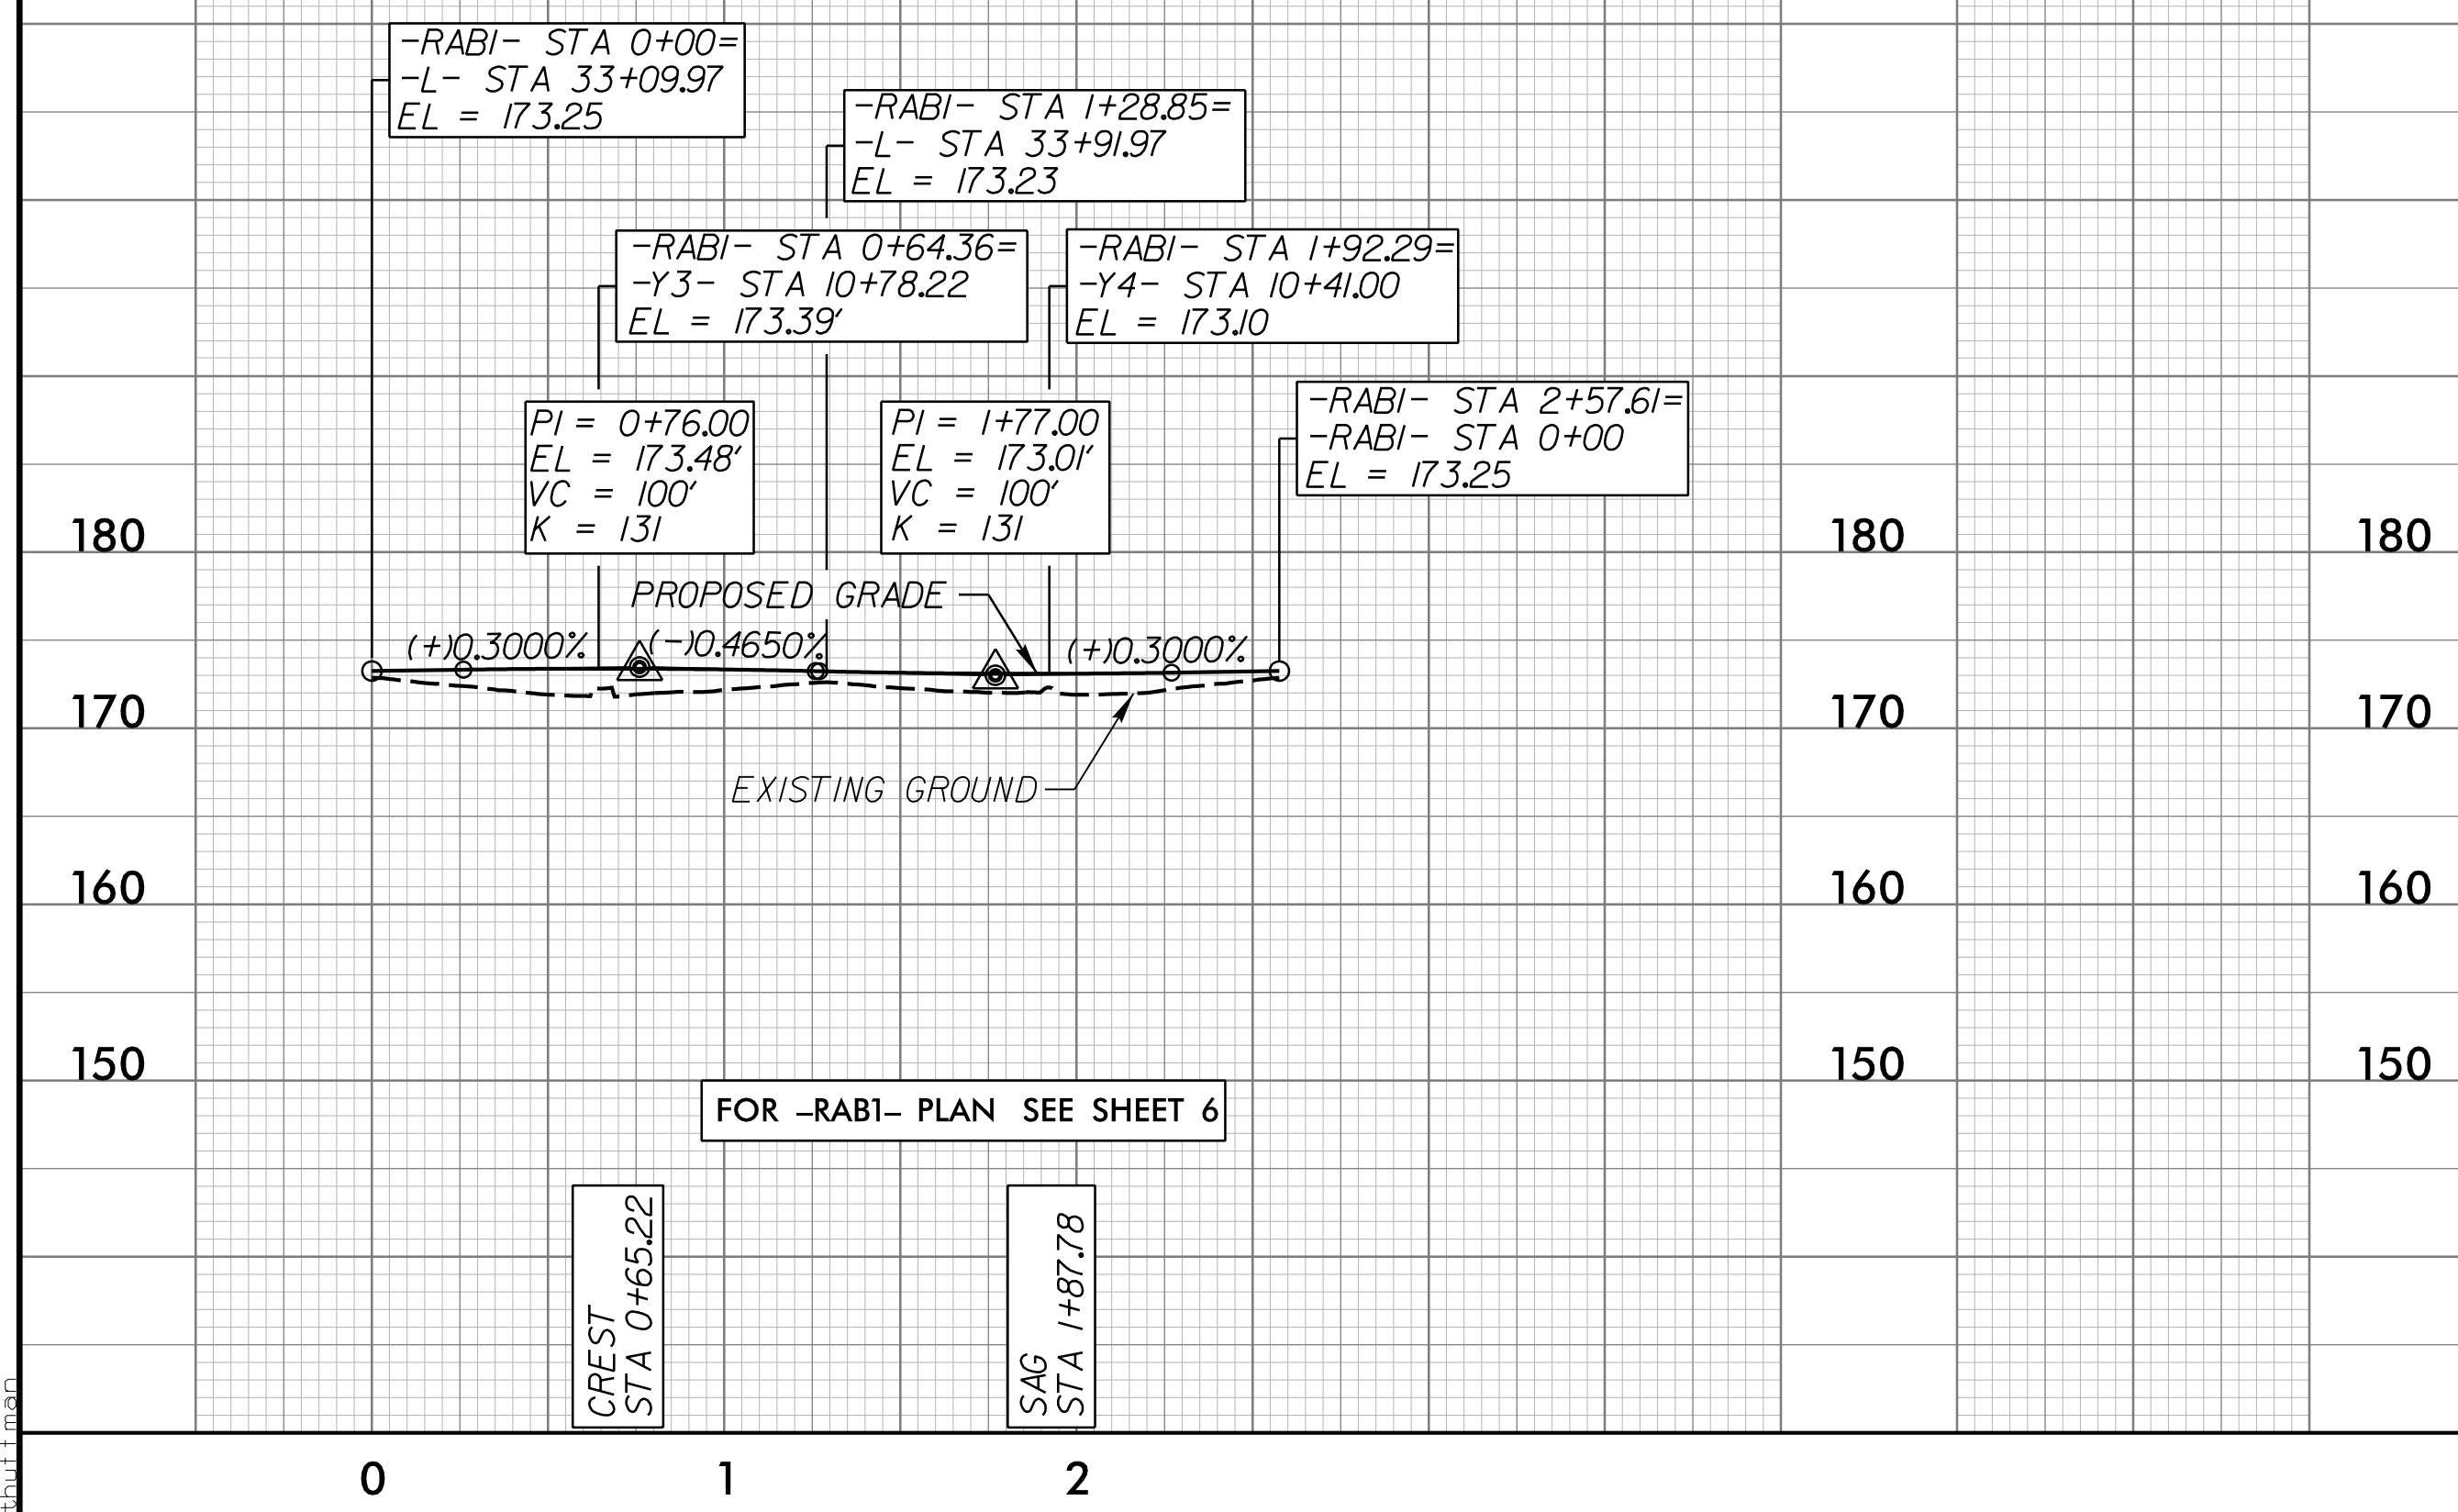 -RAB1- STA 0+00=
-L- STA 33+09.97
EL = 173.25
-RAB1- STA 1+28.85=
-L- STA 33+91.97
EL = 173.23
-RAB1- STA 0+64.36=
-Y3- STA 10+78.22
EL = 173.39'
-RAB1- STA 1+92.29=
-Y4- STA 10+41.00
EL = 173.10
-RAB1- STA 2+57.61=
-RAB1- STA 0+00
EL = 173.25
PI = 0+76.00
EL = 173.48'
VC = 100'
K = 131
PI = 1+77.00
EL = 173.01'
VC = 100'
K = 131
180 180 180
PROPOSED GRADE
(+)0.3000% (-)0.4650% (+)0.3000%
170 170 170
EXISTING GROUND
160 160 160
150 150 150
FOR -RAB1- PLAN SEE SHEET 6
CREST
STA 0+65.22
SAG
STA 1+87.78
0 1 2